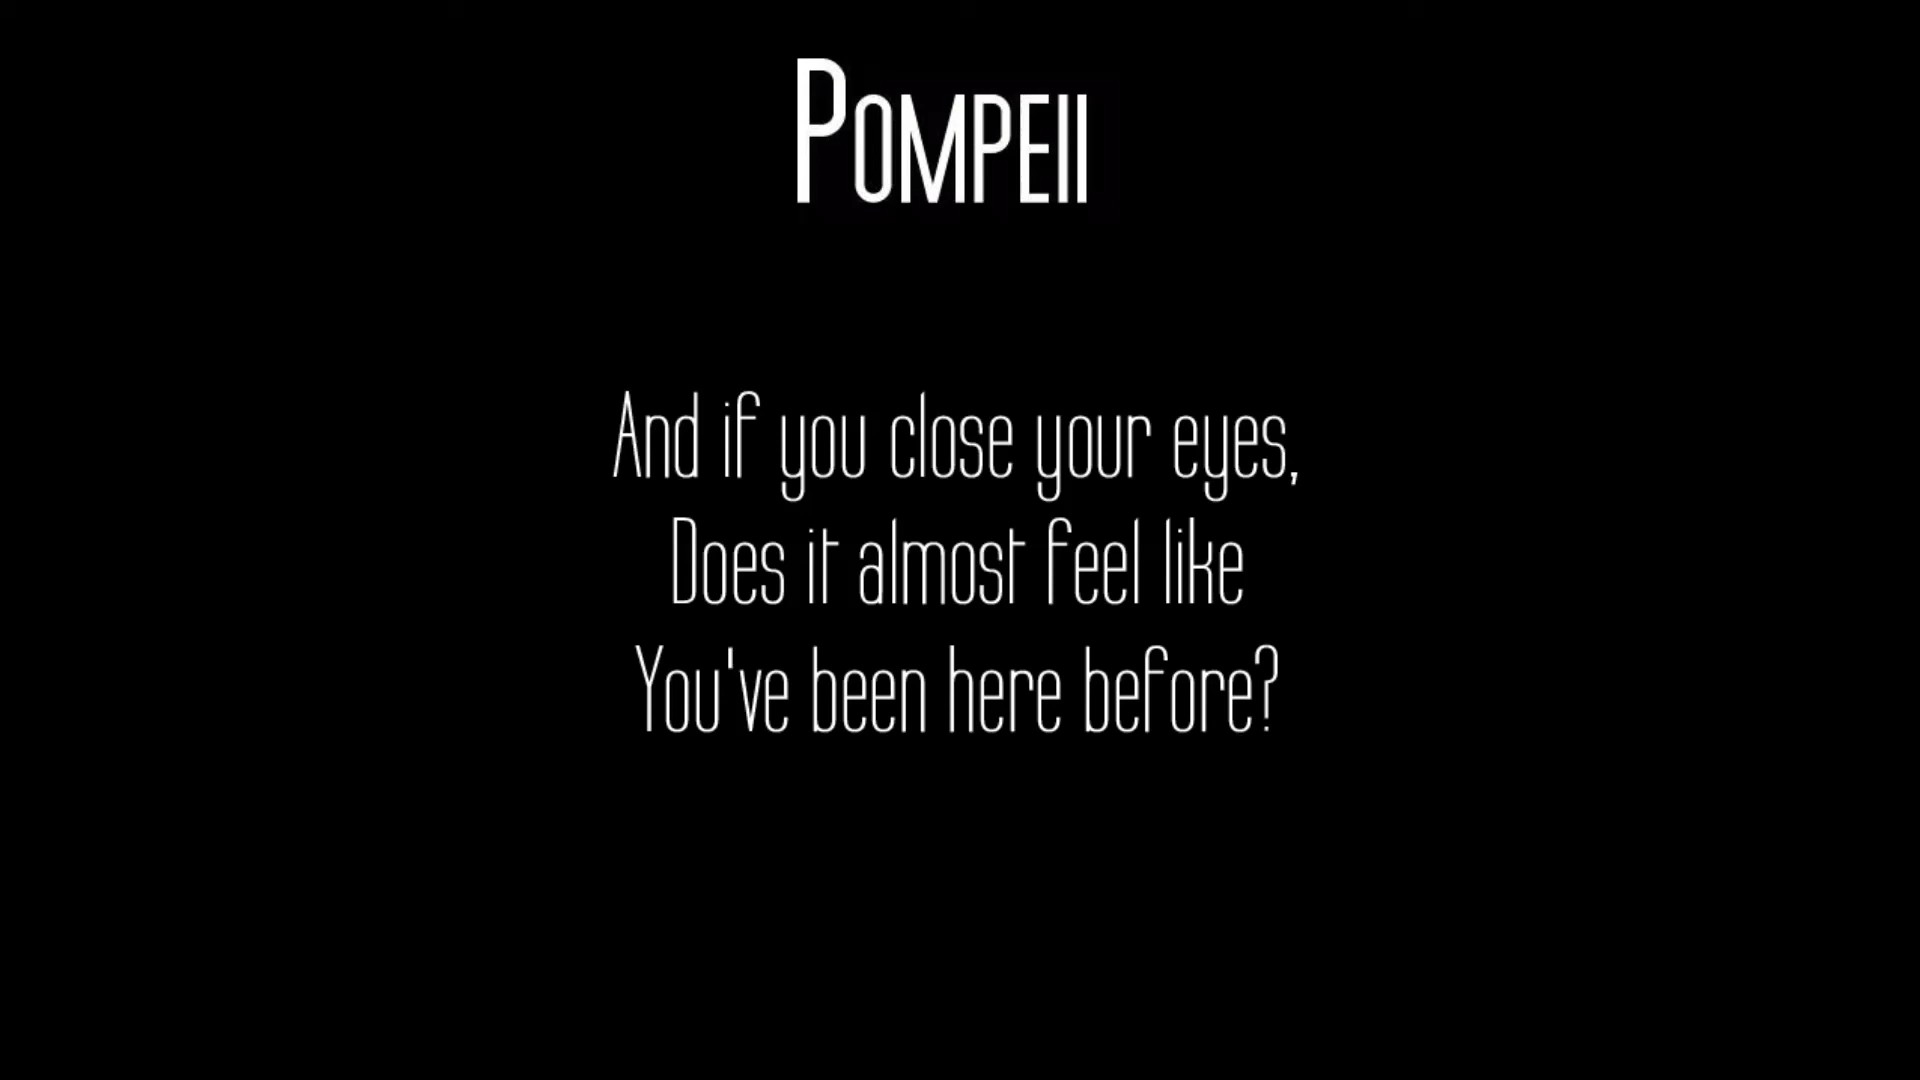 Pompeii
And if you close your eyes,
Does it almost feel like
You've been here before?